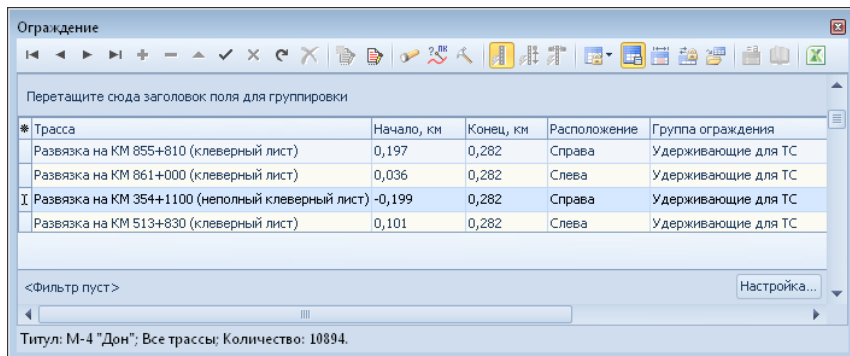 Ограждение
Перетащите сюда заголовок поля для группировки
Трасса Начало, км Конец, км Расположение Группа ограждения
Развязка на КМ 855+810 (клеверный лист) 0,197 0,282 Справа Удерживающие для ТС
Развязка на КМ 861+000 (клеверный лист) 0,036 0,282 Слева Удерживающие для ТС
Развязка на КМ 354+1100 (неполный клеверный лист) -0,199 0,282 Справа Удерживающие для ТС
Развязка на КМ 513+830 (клеверный лист) 0,101 0,282 Слева Удерживающие для ТС
<Фильтр пуст> Настройка...
Титул: М-4 "Дон"; Все трассы; Количество: 10894.